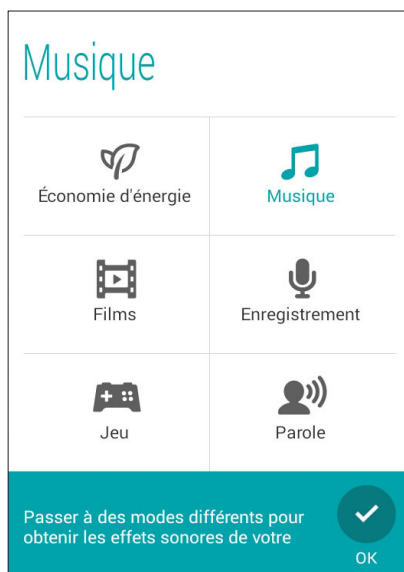 Musique
Économie d'énergie
Musique
Films
Enregistrement
Jeu
Parole
Passer à des modes différents pour
obtenir les effets sonores de votre
OK